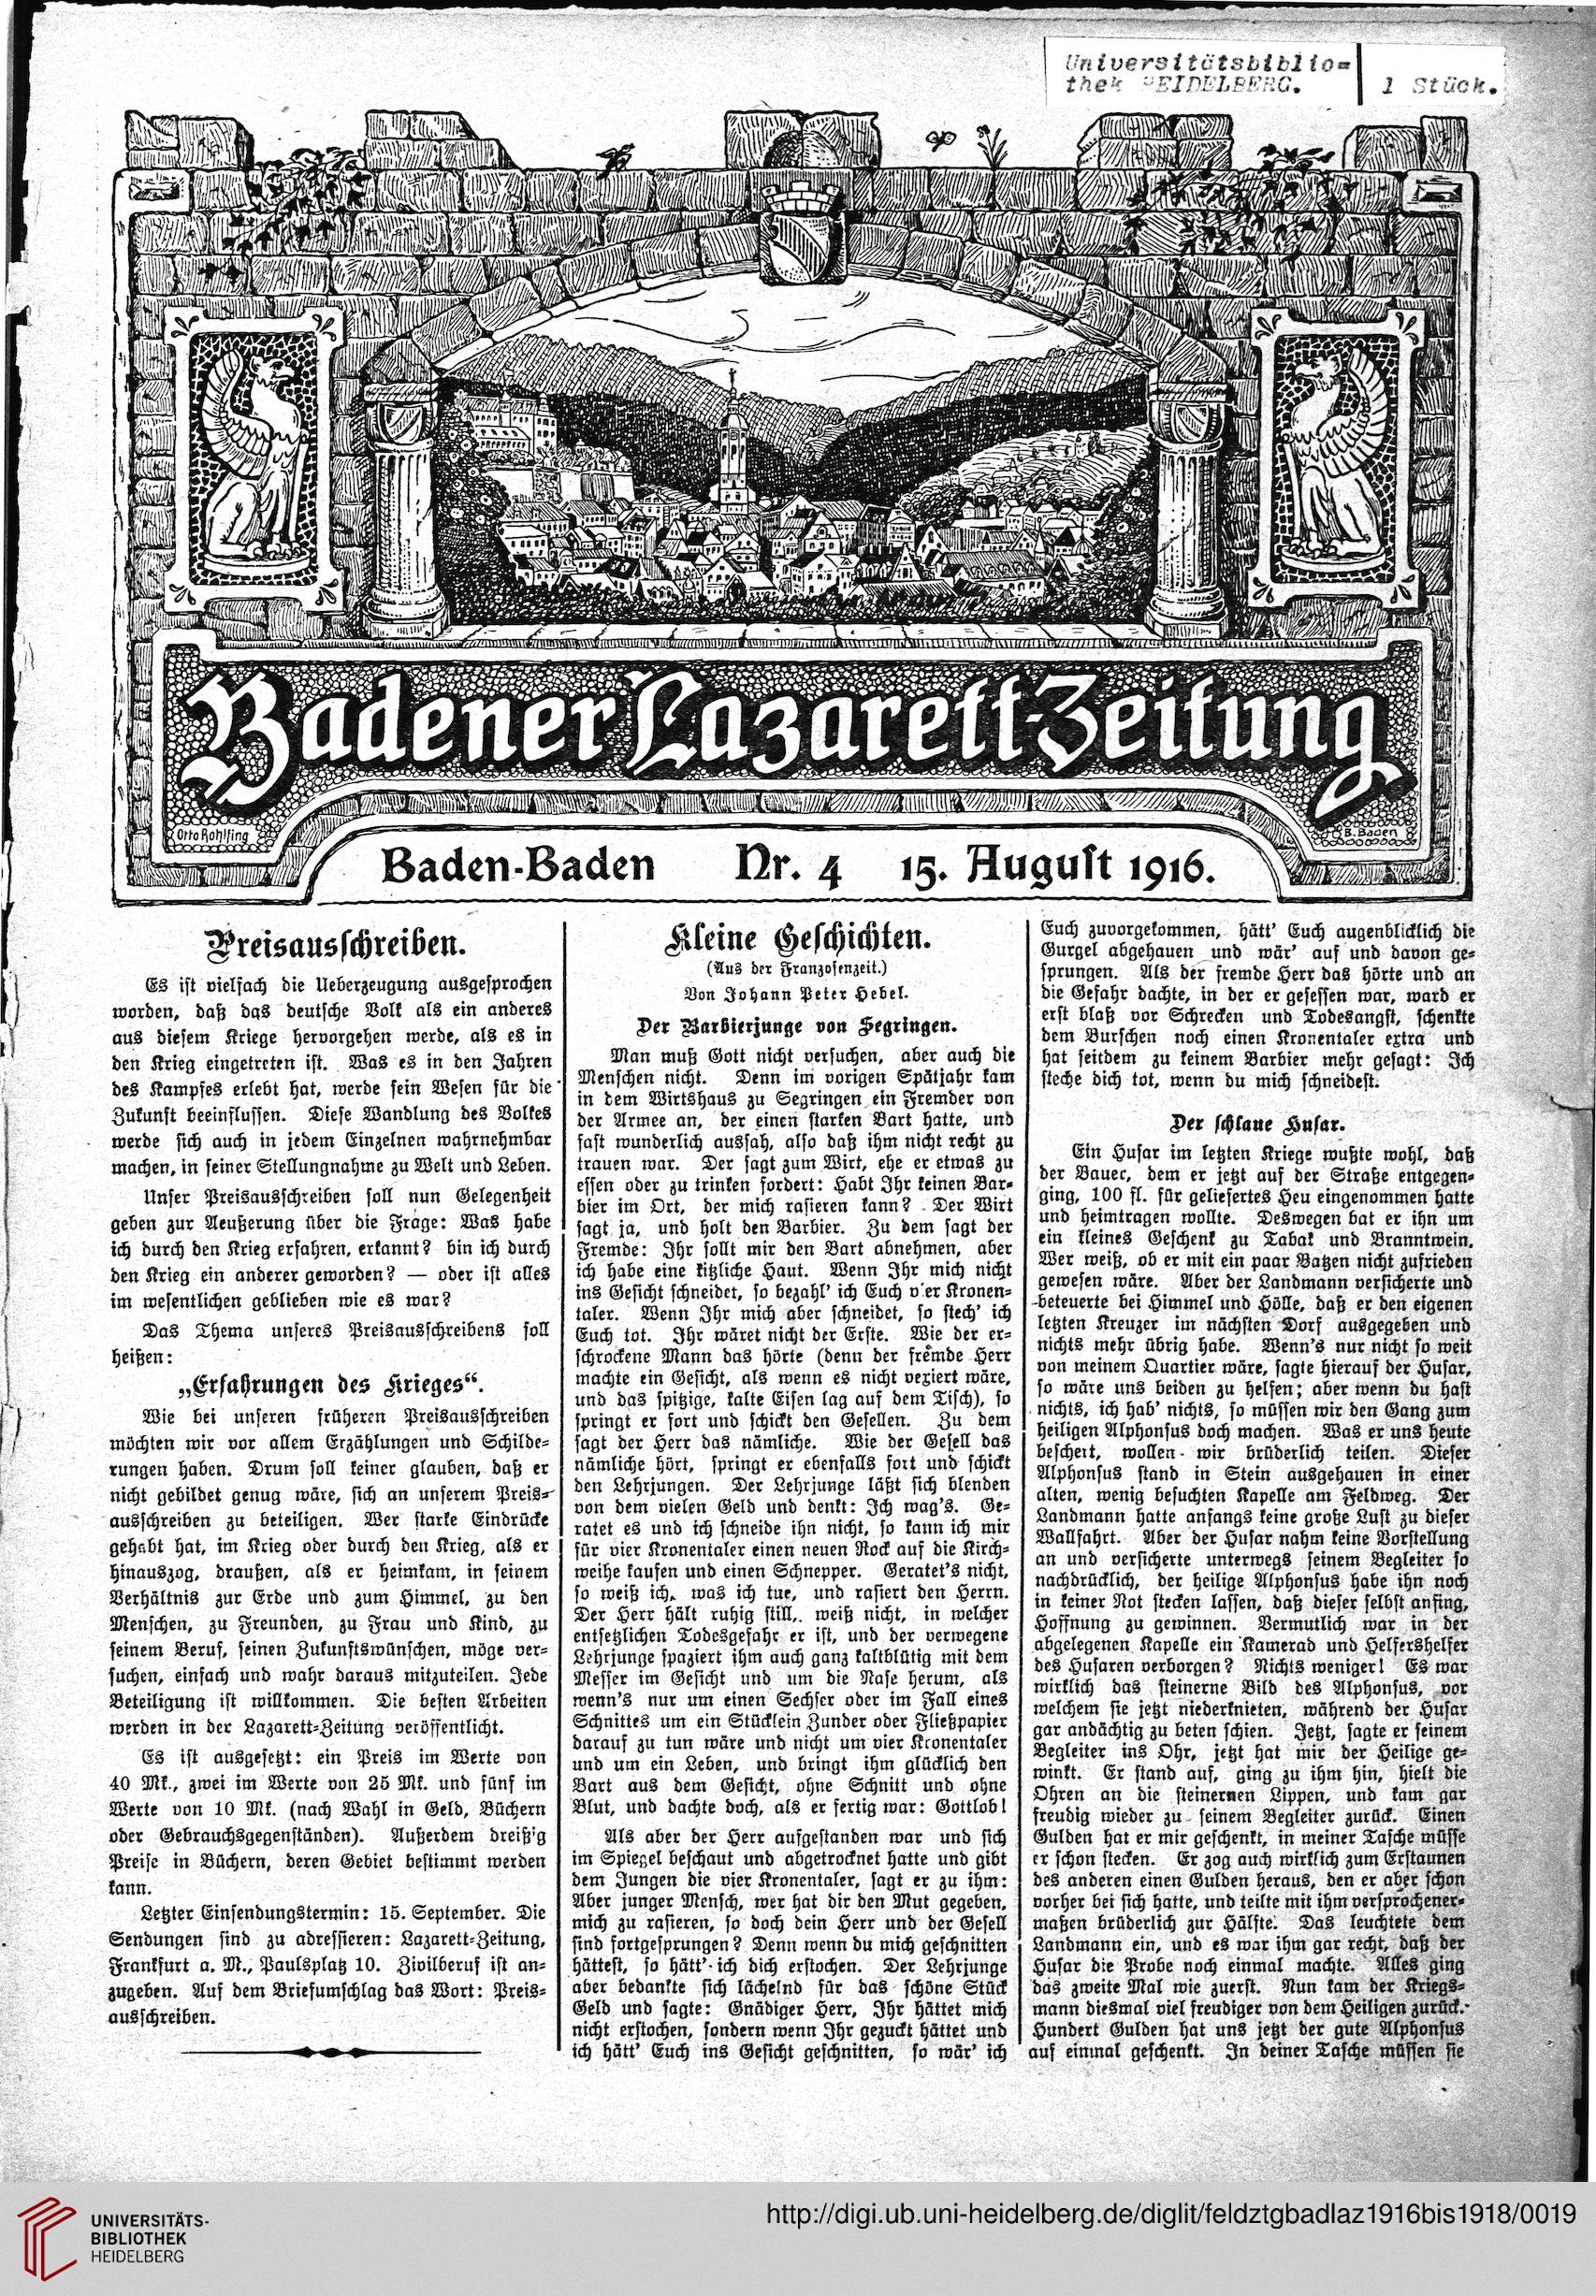 Universitätsbiblio=
thek HEIDELBERG.
1 Stück.
Badener Lazarett-Zeitung
Otto Rohlfing
B. Baden
Baden-Baden Nr. 4 15. August 1916.
Preisausschreiben.
Es ist vielfach die Ueberzeugung ausgesprochen
worden, daß das deutsche Volk als ein anderes
aus diesem Kriege hervorgehen werde, als es in
den Krieg eingetreten ist. Was es in den Jahren
des Kampfes erlebt hat, werde sein Wesen für die
Zukunft beeinflussen. Diese Wandlung des Volkes
werde sich auch in jedem Einzelnen wahrnehmbar
machen, in seiner Stellungnahme zu Welt und Leben.
Unser Preisausschreiben soll nun Gelegenheit
geben zur Aeußerung über die Frage: Was habe
ich durch den Krieg erfahren, erkannt? bin ich durch
den Krieg ein anderer geworden? — oder ist alles
im wesentlichen geblieben wie es war?
Das Thema unseres Preisausschreibens soll
heißen:
„Erfahrungen des Krieges“.
Wie bei unseren früheren Preisausschreiben
möchten wir vor allem Erzählungen und Schilde=
rungen haben. Drum soll keiner glauben, daß er
nicht gebildet genug wäre, sich an unserem Preis=
ausschreiben zu beteiligen. Wer starke Eindrücke
gehabt hat, im Krieg oder durch den Krieg, als er
hinauszog, draußen, als er heimkam, in seinem
Verhältnis zur Erde und zum Himmel, zu den
Menschen, zu Freunden, zu Frau und Kind, zu
seinem Beruf, seinen Zukunftswünschen, möge ver=
suchen, einfach und wahr daraus mitzuteilen. Jede
Beteiligung ist willkommen. Die besten Arbeiten
werden in der Lazarett=Zeitung veröffentlicht.
Es ist ausgesetzt: ein Preis im Werte von
40 Mk., zwei im Werte von 25 Mk. und fünf im
Werte von 10 Mk. (nach Wahl in Geld, Büchern
oder Gebrauchsgegenständen). Außerdem dreißig
Preise in Büchern, deren Gebiet bestimmt werden
kann.
Letzter Einsendungstermin: 15. September. Die
Sendungen sind zu adressieren: Lazarett=Zeitung,
Frankfurt a. M., Paulsplatz 10. Zivilberuf ist an=
zugeben. Auf dem Briefumschlag das Wort: Preis=
ausschreiben.
Kleine Geschichten.
(Aus der Franzosenzeit.)
Von Johann Peter Hebel.
Der Barbierjunge von Segringen.
Man muß Gott nicht versuchen, aber auch die
Menschen nicht. Denn im vorigen Spätjahr kam
in dem Wirtshaus zu Segringen ein Fremder von
der Armee an, der einen starken Bart hatte, und
fast wunderlich aussah, also daß ihm nicht recht zu
trauen war. Der sagt zum Wirt, ehe er etwas zu
essen oder zu trinken fordert: Habt Ihr keinen Bar=
bier im Ort, der mich rasieren kann? Der Wirt
sagt ja, und holt den Barbier. Zu dem sagt der
Fremde: Ihr sollt mir den Bart abnehmen, aber
ich habe eine kitzliche Haut. Wenn Ihr mich nicht
ins Gesicht schneidet, so bezahl' ich Euch vier Kronen=
taler. Wenn Ihr mich aber schneidet, so stech' ich
Euch tot. Ihr wäret nicht der Erste. Wie der er=
schrockene Mann das hörte (denn der fremde Herr
machte ein Gesicht, als wenn es nicht vexiert wäre,
und das spitzige, kalte Eisen lag auf dem Tisch), so
springt er fort und schickt den Gesellen. Zu dem
sagt der Herr das nämliche. Wie der Gesell das
nämliche hört, springt er ebenfalls fort und schickt
den Lehrjungen. Der Lehrjunge läßt sich blenden
von dem vielen Geld und denkt: Ich wag's. Ge=
ratet es und ich schneide ihn nicht, so kann ich mir
für vier Kronentaler einen neuen Rock auf die Kirch=
weihe kaufen und einen Schnepper. Geratet's nicht,
so weiß ich, was ich tue, und rasiert den Herrn.
Der Herr hält ruhig still, weiß nicht, in welcher
entsetzlichen Todesgefahr er ist, und der verwegene
Lehrjunge spaziert ihm auch ganz kaltblütig mit dem
Messer im Gesicht und um die Nase herum, als
wenn's nur um einen Sechser oder im Fall eines
Schnittes um ein Stücklein Zunder oder Fließpapier
darauf zu tun wäre und nicht um vier Kronentaler
und um ein Leben, und bringt ihm glücklich den
Bart aus dem Gesicht, ohne Schnitt und ohne
Blut, und dachte doch, als er fertig war: Gottlob!
Als aber der Herr aufgestanden war und sich
im Spiegel beschaut und abgetrocknet hatte und gibt
dem Jungen die vier Kronentaler, sagt er zu ihm:
Aber junger Mensch, wer hat dir den Mut gegeben,
mich zu rasieren, so doch dein Herr und der Gesell
sind fortgesprungen? Denn wenn du mich geschnitten
hättest, so hätt' ich dich erstochen. Der Lehrjunge
aber bedankte sich lächelnd für das schöne Stück
Geld und sagte: Gnädiger Herr, Ihr hättet mich
nicht erstochen, sondern wenn Ihr gezuckt hättet und
ich hätt' Euch ins Gesicht geschnitten, so wär' ich
Euch zuvorgekommen, hätt' Euch augenblicklich die
Gurgel abgehauen und wär' auf und davon ge=
sprungen. Als der fremde Herr das hörte und an
die Gefahr dachte, in der er gesessen war, ward er
erst blaß vor Schrecken und Todesangst, schenkte
dem Burschen noch einen Kronentaler extra und
hat seitdem zu keinem Barbier mehr gesagt: Ich
steche dich tot, wenn du mich schneidest.
Der schlaue Husar.
Ein Husar im letzten Kriege wußte wohl, daß
der Bauer, dem er jetzt auf der Straße entgegen=
ging, 100 fl. für geliefertes Heu eingenommen hatte
und heimtragen wollte. Deswegen bat er ihn um
ein kleines Geschenk zu Tabak und Branntwein.
Wer weiß, ob er mit ein paar Batzen nicht zufrieden
gewesen wäre. Aber der Landmann versicherte und
beteuerte bei Himmel und Hölle, daß er den eigenen
letzten Kreuzer im nächsten Dorf ausgegeben und
nichts mehr übrig habe. Wenn's nur nicht so weit
von meinem Quartier wäre, sagte hierauf der Husar,
so wäre uns beiden zu helfen; aber wenn du hast
nichts, ich hab' nichts, so müssen wir den Gang zum
heiligen Alphonsus doch machen. Was er uns heute
beschert, wollen wir brüderlich teilen. Dieser
Alphonsus stand in Stein ausgehauen in einer
alten, wenig besuchten Kapelle am Feldweg. Der
Landmann hatte anfangs keine große Lust zu dieser
Wallfahrt. Aber der Husar nahm keine Vorstellung
an und versicherte unterwegs seinem Begleiter so
nachdrücklich, der heilige Alphonsus habe ihn noch
in keiner Not stecken lassen, daß dieser selbst anfing,
Hoffnung zu gewinnen. Vermutlich war in der
abgelegenen Kapelle ein Kamerad und Helfershelfer
des Husaren verborgen? Nichts weniger! Es war
wirklich das steinerne Bild des Alphonsus, vor
welchem sie jetzt niederknieten, während der Husar
gar andächtig zu beten schien. Jetzt, sagte er seinem
Begleiter ins Ohr, jetzt hat mir der Heilige ge=
winkt. Er stand auf, ging zu ihm hin, hielt die
Ohren an die steinernen Lippen, und kam gar
freudig wieder zu seinem Begleiter zurück. Einen
Gulden hat er mir geschenkt, in meiner Tasche müsse
er schon stecken. Er zog auch wirklich zum Erstaunen
des anderen einen Gulden heraus, den er aber schon
vorher bei sich hatte, und teilte mit ihm versprochener=
maßen brüderlich zur Hälfte. Das leuchtete dem
Landmann ein, und es war ihm gar recht, daß der
Husar die Probe noch einmal machte. Alles ging
das zweite Mal wie zuerst. Nun kam der Kriegs=
mann diesmal viel freudiger von dem Heiligen zurück.
Hundert Gulden hat uns jetzt der gute Alphonsus
auf einmal geschenkt. In deiner Tasche müssen sie
UNIVERSITÄTS-
BIBLIOTHEK
HEIDELBERG
http://digi.ub.uni-heidelberg.de/diglit/feldztgbadlaz1916bis1918/0019